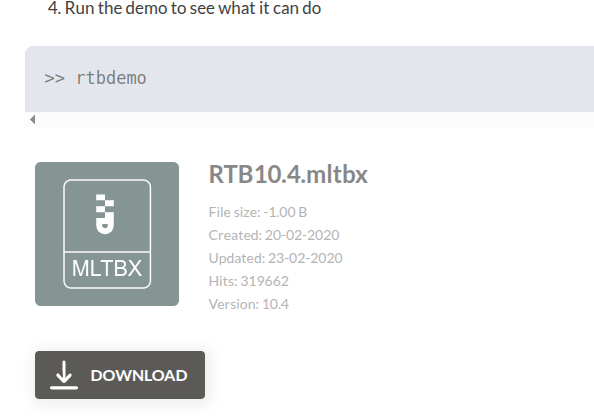 4. Run the demo to see what it can do
>> rtbdemo
RTB10.4.mltbx
File size: -1.00 B
Created: 20-02-2020
Updated: 23-02-2020
Hits: 319662
Version: 10.4
MLTBX
DOWNLOAD